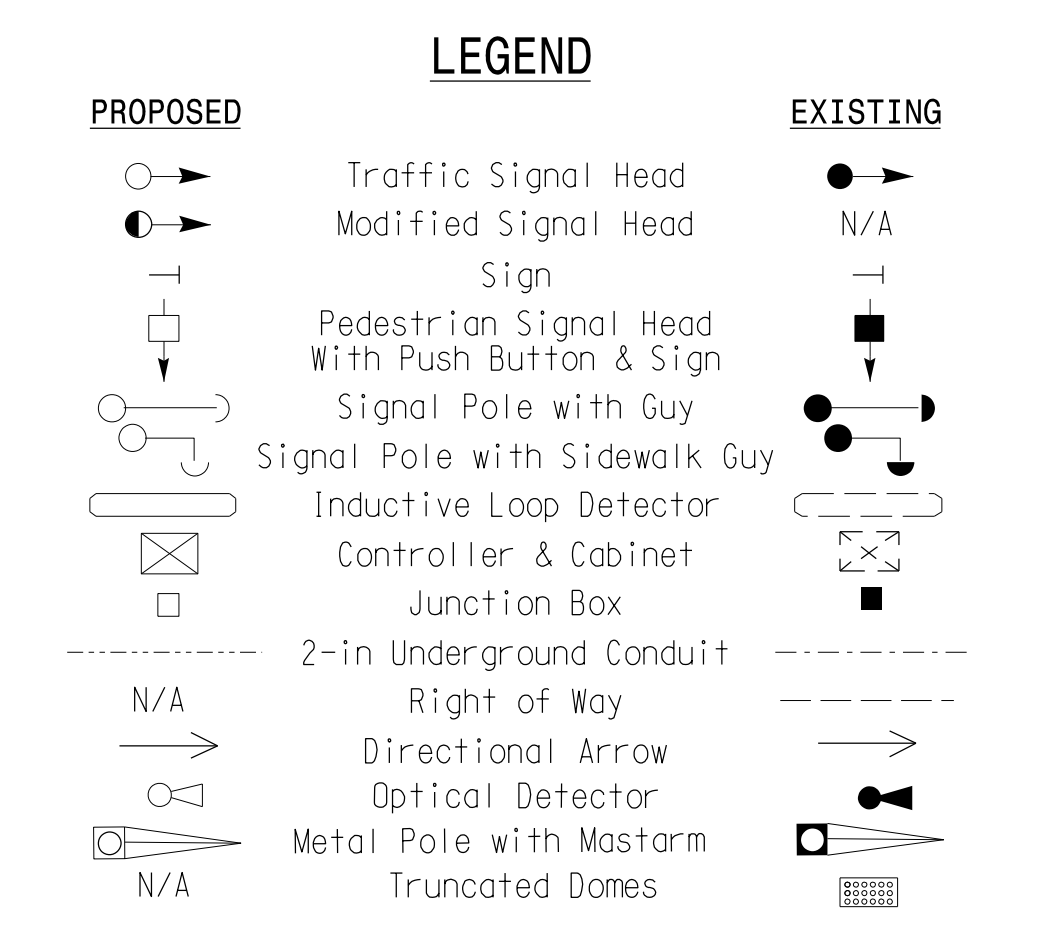 LEGEND
PROPOSED EXISTING
Traffic Signal Head
Modified Signal Head N/A
Sign
Pedestrian Signal Head
With Push Button & Sign
Signal Pole with Guy
Signal Pole with Sidewalk Guy
Inductive Loop Detector
Controller & Cabinet
Junction Box
2-in Underground Conduit
N/A Right of Way
Directional Arrow
Optical Detector
Metal Pole with Mastarm
N/A Truncated Domes